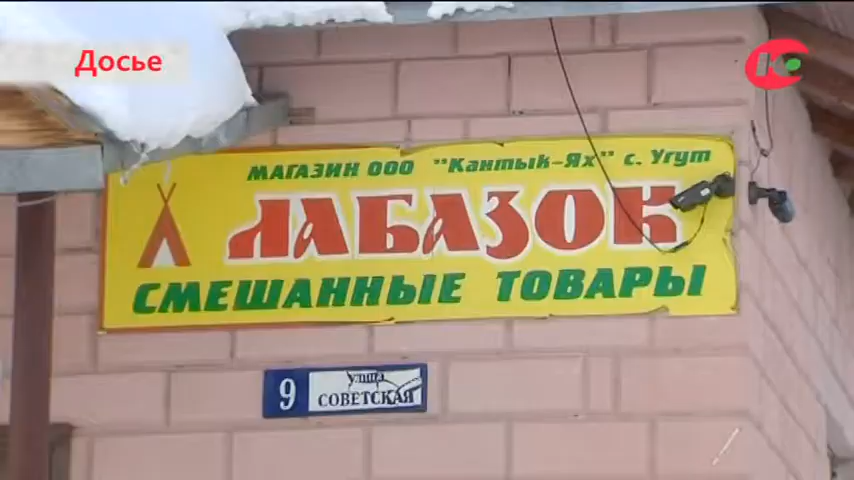 Досье
МАГАЗИН ООО "Кантык-Ях" с. Угут
ЛАБАЗОК
СМЕШАННЫЕ ТОВАРЫ
9 улица
СОВЕТСКАЯ